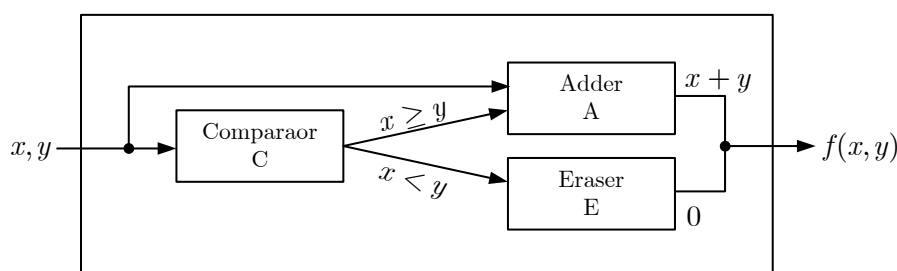 x, y
Comparaor
C
x ≥ y
x < y
Adder
A
x + y
Eraser
E
0
f(x, y)